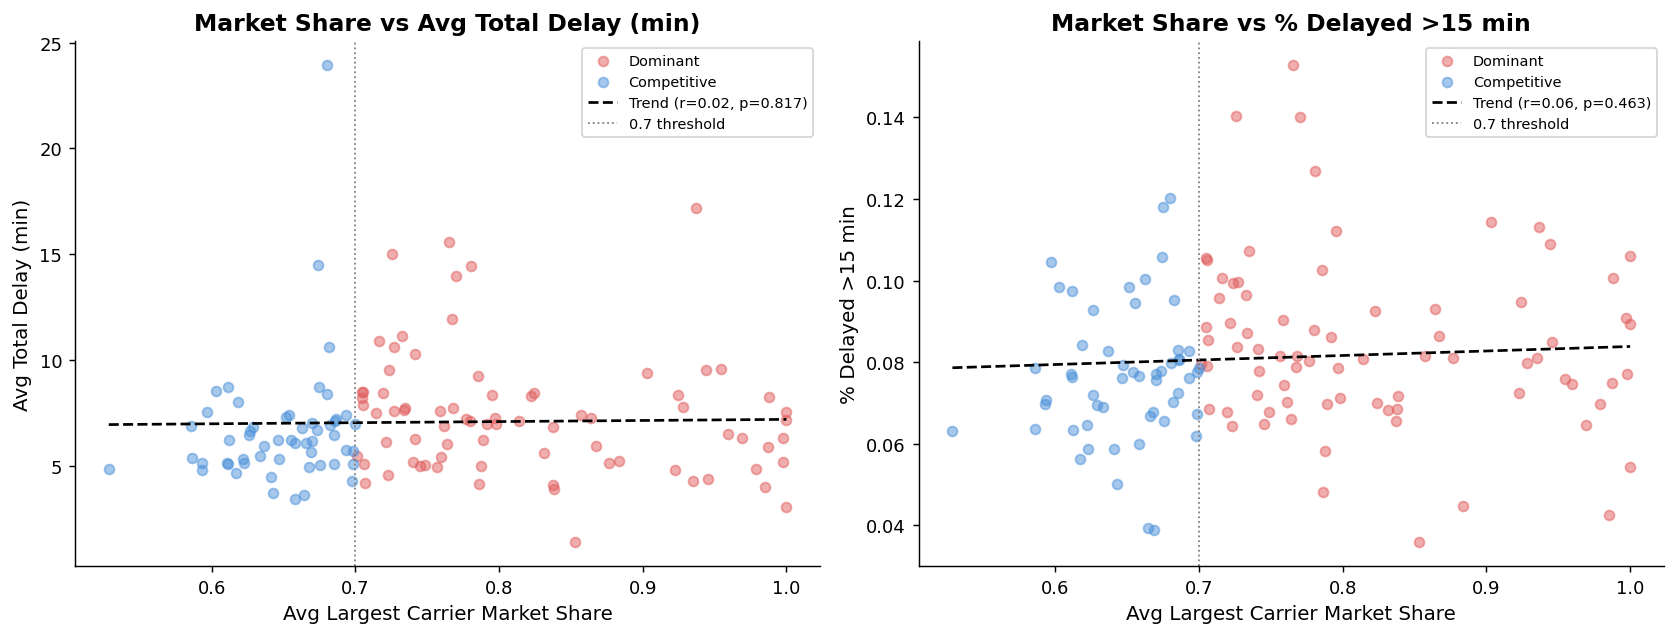 Market Share vs Avg Total Delay (min)
25
20
15
10
5
Avg Total Delay (min)
0.6
0.7
0.8
0.9
1.0
Avg Largest Carrier Market Share
Dominant
Competitive
Trend (r=0.02, p=0.817)
0.7 threshold
Market Share vs % Delayed >15 min
0.14
0.12
0.10
0.08
0.06
0.04
% Delayed >15 min
0.6
0.7
0.8
0.9
1.0
Avg Largest Carrier Market Share
Dominant
Competitive
Trend (r=0.06, p=0.463)
0.7 threshold